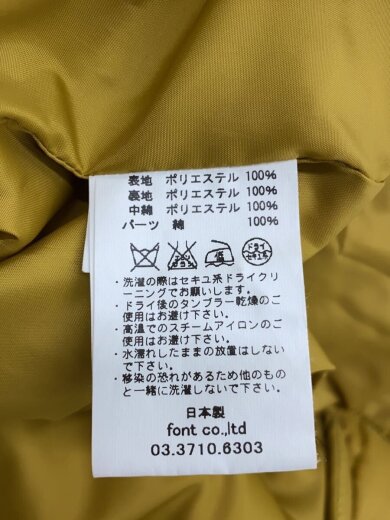 表地 ポリエステル 100%
裏地 ポリエステル 100%
中綿 ポリエステル 100%
パーツ 綿 100%
ドライ
セキユ系
・洗濯の際はセキユ系ドライクリ
ーニングでお願いします。
・ドライ後のタンブラー乾燥のご
使用はお避け下さい。
・高温でのスチームアイロンのご
使用はお避け下さい。
・水濡れしたままの放置はしない
で下さい。
・移染の恐れがあるため他のもの
と一緒に洗濯しないで下さい。
日本製
font co.,ltd
03.3710.6303